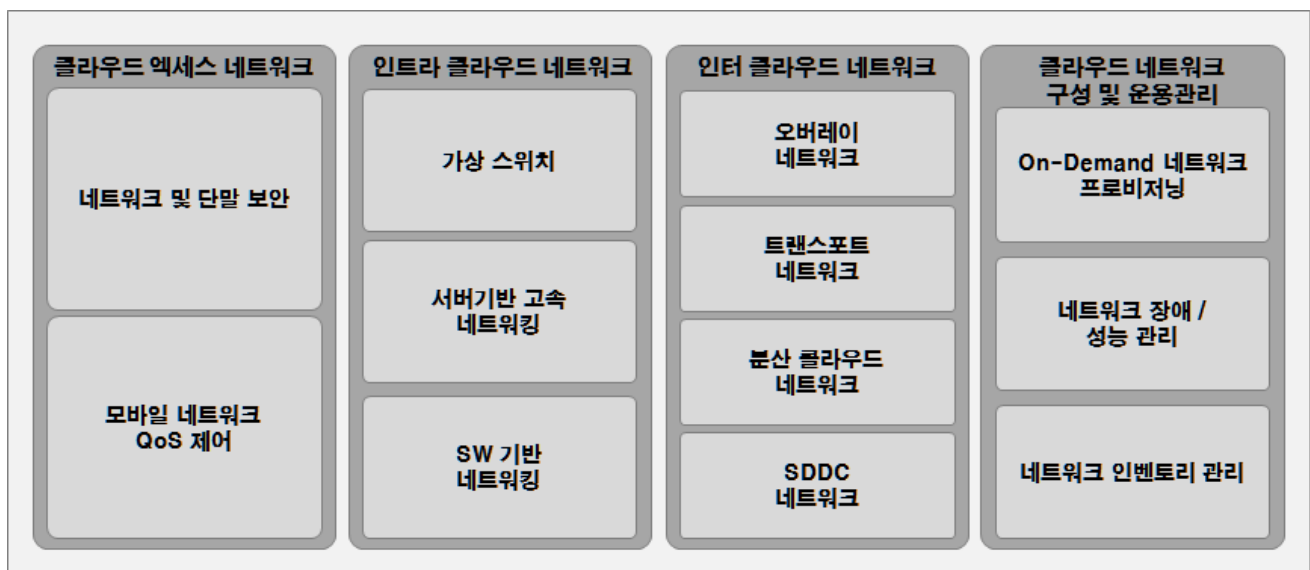 클라우드 엑세스 네트워크
네트워크 및 단말 보안
모바일 네트워크
QoS 제어
인트라 클라우드 네트워크
가상 스위치
서버기반 고속
네트워킹
SW 기반
네트워킹
인터 클라우드 네트워크
오버레이
네트워크
트랜스포트
네트워크
분산 클라우드
네트워크
SDDC
네트워크
클라우드 네트워크
구성 및 운용관리
On-Demand 네트워크
프로비저닝
네트워크 장애 /
성능 관리
네트워크 인벤토리 관리